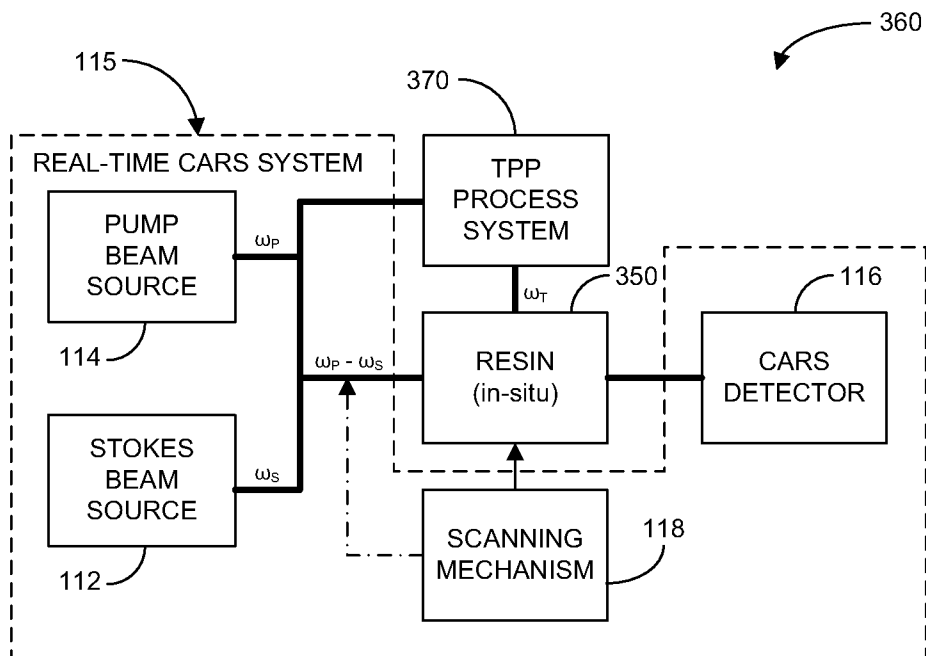 360
115
370
REAL-TIME CARS SYSTEM
TPP
PROCESS
SYSTEM
PUMP
BEAM
SOURCE
ωP
114
ωT
350
116
ωP - ωS
RESIN
(in-situ)
CARS
DETECTOR
STOKES
BEAM
SOURCE
ωS
112
SCANNING
MECHANISM
118